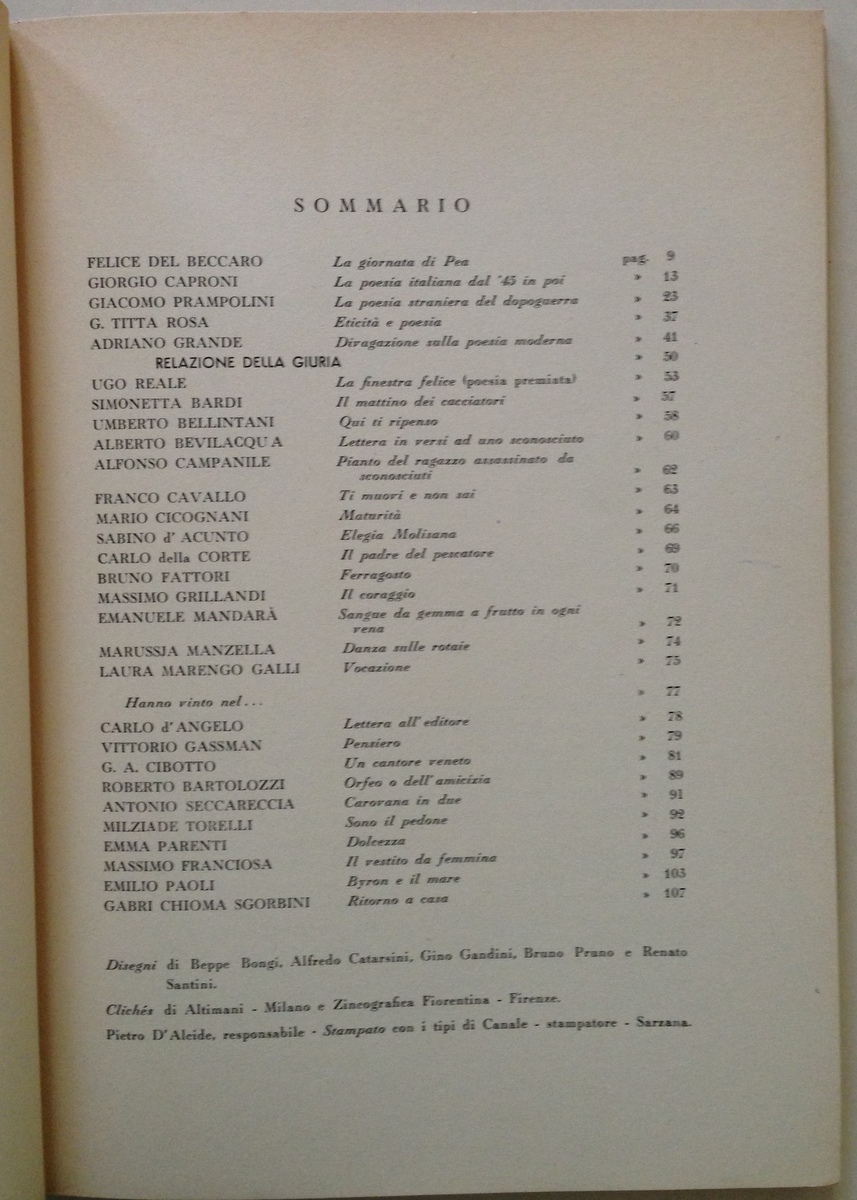 SOMMARIO
FELICE DEL BECCARO La giornata di Pea pag. 9
GIORGIO CAPRONI La poesia italiana dal '45 in poi » 13
GIACOMO PRAMPOLINI La poesia straniera del dopoguerra » 23
G. TITTA ROSA Eticità e poesia » 37
ADRIANO GRANDE Divagazione sulla poesia moderna » 41
RELAZIONE DELLA GIURIA » 50
UGO REALE La finestra felice (poesia premiata) » 53
SIMONETTA BARDI Il mattino dei cacciatori » 57
UMBERTO BELLINTANI Qui ti ripenso » 58
ALBERTO BEVILACQUA Lettera in versi ad uno sconosciuto » 60
ALFONSO CAMPANILE Pianto del ragazzo assassinato da
sconosciuti » 62
FRANCO CAVALLO Ti muori e non sai » 63
MARIO CICOGNANI Maturità » 64
SABINO d' ACUNTO Elegia Molisana » 66
CARLO della CORTE Il padre del pescatore » 69
BRUNO FATTORI Ferragosto » 70
MASSIMO GRILLANDI Il coraggio » 71
EMANUELE MANDARÀ Sangue da gemma a frutto in ogni
vena » 72
MARUSSJA MANZELLA Danza sulle rotaie » 74
LAURA MARENGO GALLI Vocazione » 75
Hanno vinto nel... » 77
CARLO d' ANGELO Lettera all' editore » 78
VITTORIO GASSMAN Pensiero » 79
G. A. CIBOTTO Un cantore veneto » 81
ROBERTO BARTOLOZZI Orfeo o dell' amicizia » 89
ANTONIO SECCARECCIA Carovana in due » 91
MILZIADE TORELLI Sono il pedone » 92
EMMA PARENTI Dolcezza » 96
MASSIMO FRANCIOSA Il vestito da femmina » 97
EMILIO PAOLI Byron e il mare » 103
GABRI CHIOMA SGORBINI Ritorno a casa » 107
Disegni di Beppe Bongi, Alfredo Catarsini, Gino Gandini, Bruno Pruno e Renato
Santini.
Clichés di Altimani - Milano e Zincografica Fiorentina - Firenze.
Pietro D'Alcide, responsabile - Stampato con i tipi di Canale - stampatore - Sarzana.